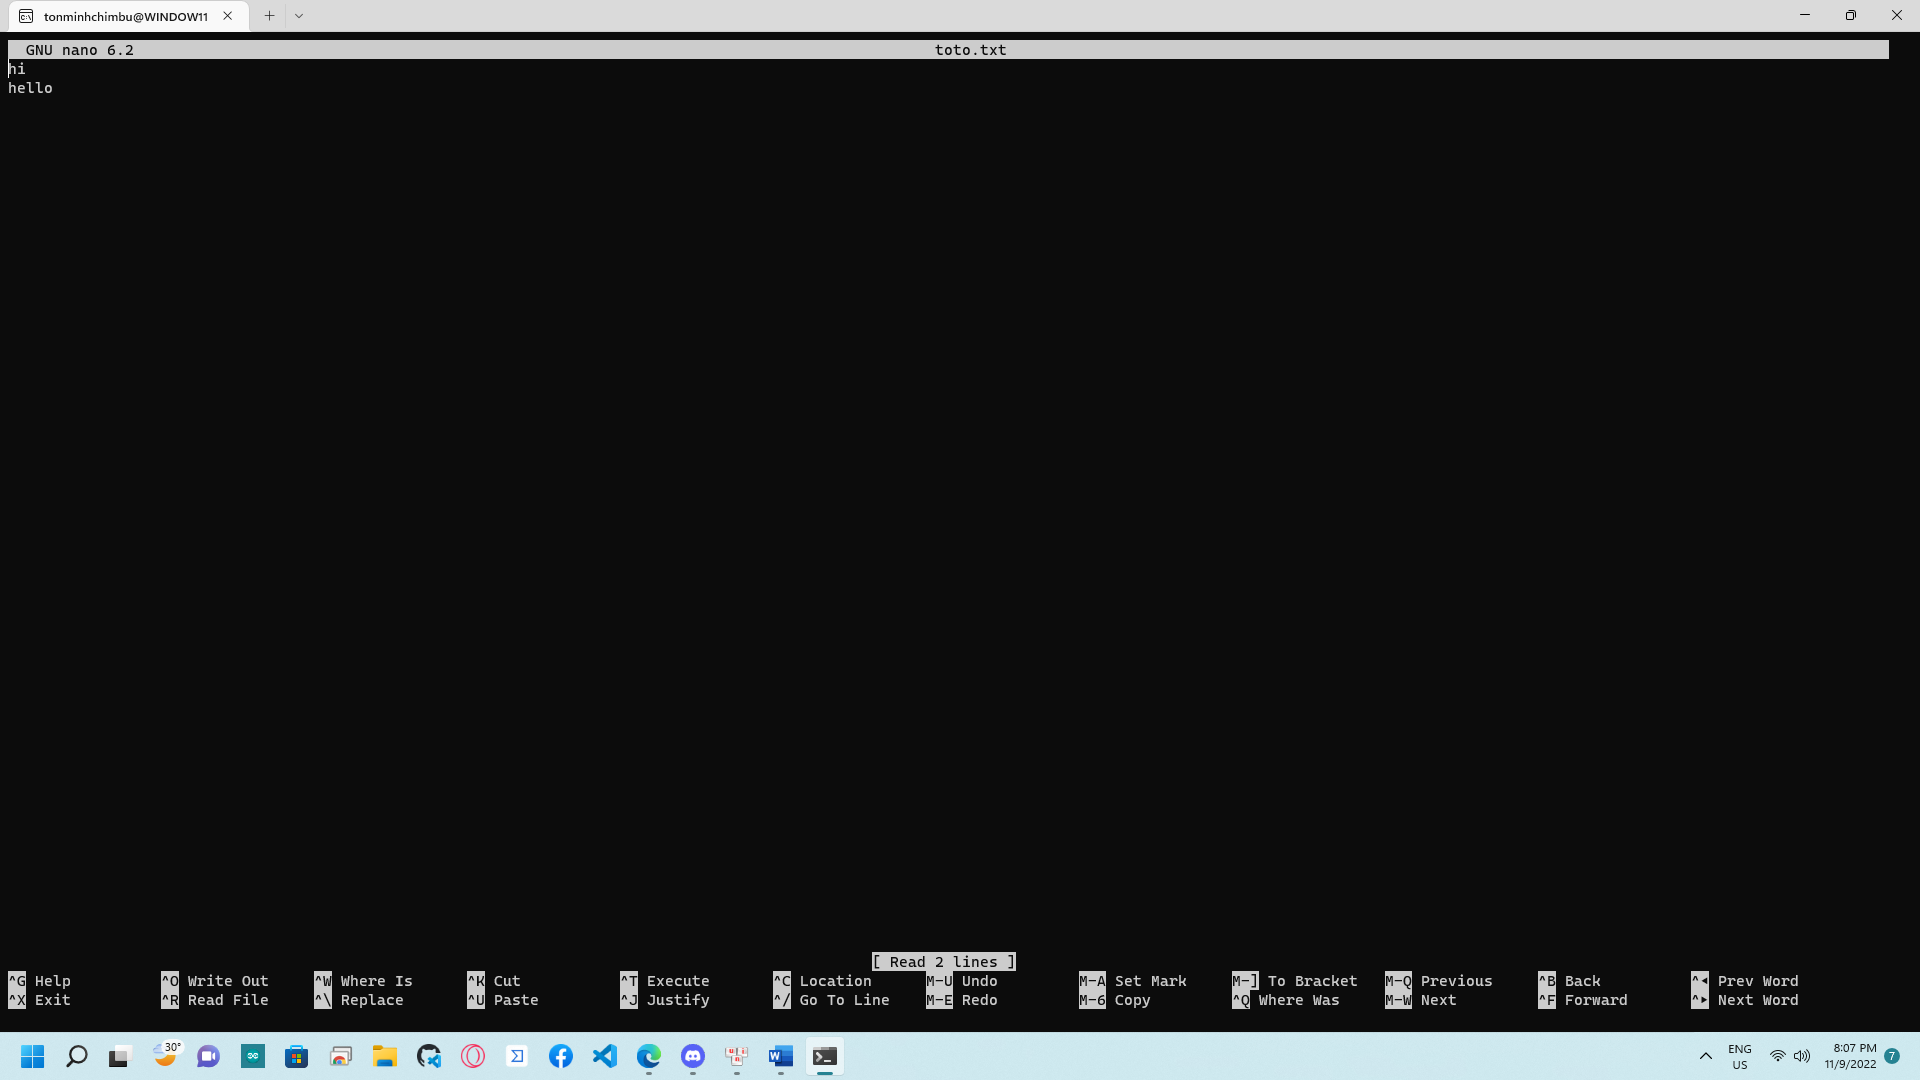 tonminhchimbu@WINDOW11
GNU nano 6.2 toto.txt
hi
hello
[ Read 2 lines ]
^G Help ^O Write Out ^W Where Is ^K Cut ^T Execute ^C Location M-U Undo M-A Set Mark M-] To Bracket M-Q Previous ^B Back ^◂ Prev Word
^X Exit ^R Read File ^\ Replace ^U Paste ^J Justify ^/ Go To Line M-E Redo M-6 Copy ^Q Where Was M-W Next ^F Forward ^▸ Next Word
30°
ENG
US
8:07 PM
11/9/2022
7